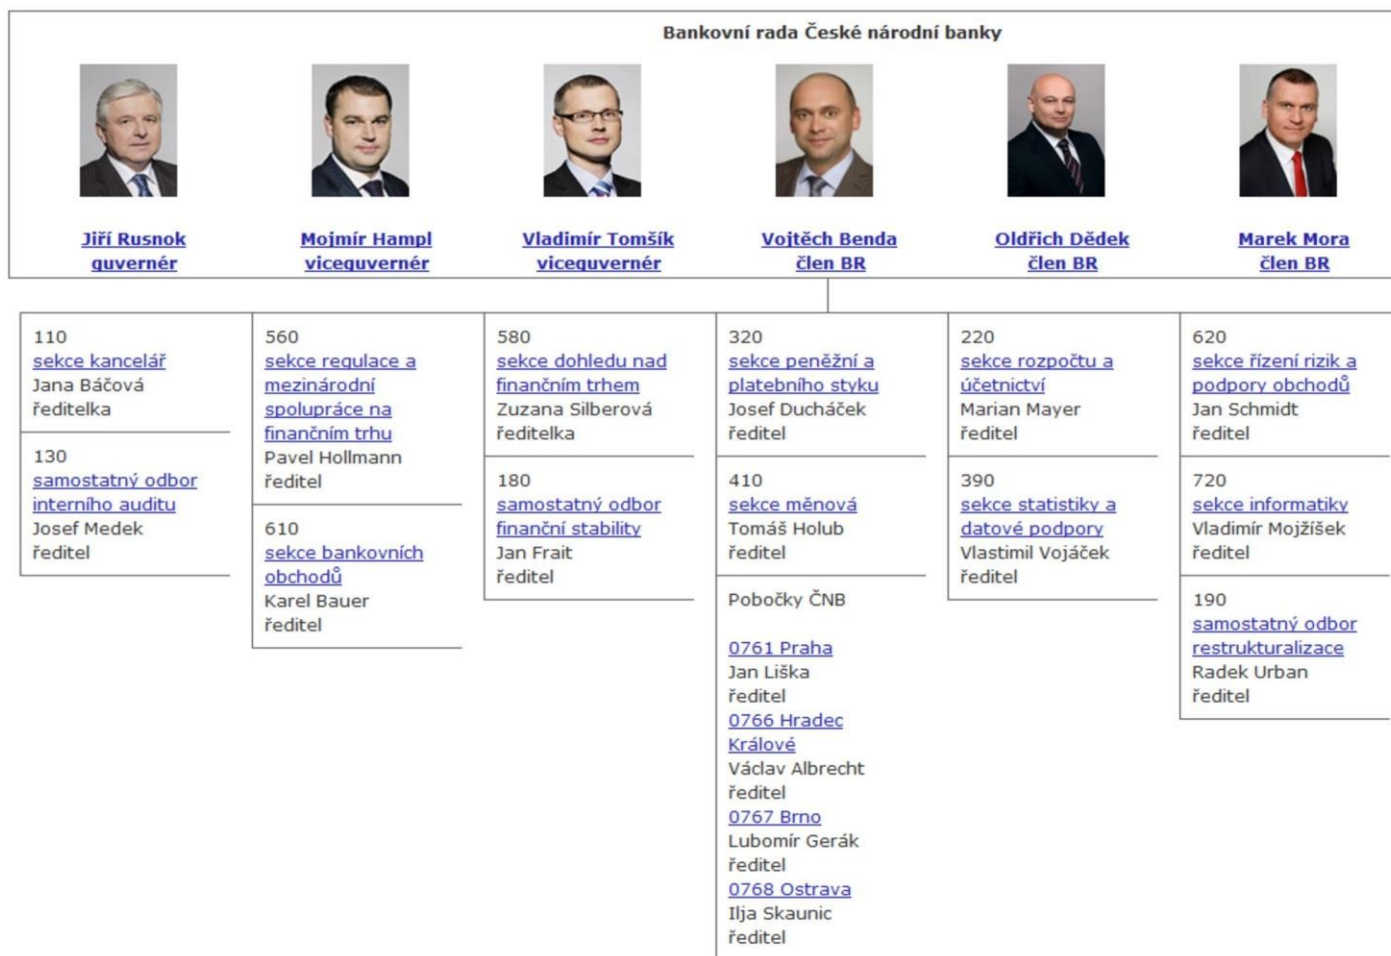 Bankovní rada České národní banky
Jiří Rusnok
guvernér
Mojmír Hampl
viceguvernér
Vladimír Tomšík
viceguvernér
Vojtěch Benda
člen BR
Oldřich Dědek
člen BR
Marek Mora
člen BR
110
sekce kancelář
Jana Báčová
ředitelka
130
samostatný odbor
interního auditu
Josef Medek
ředitel
560
sekce regulace a
mezinárodní
spolupráce na
finančním trhu
Pavel Hollmann
ředitel
610
sekce bankovních
obchodů
Karel Bauer
ředitel
580
sekce dohledu nad
finančním trhem
Zuzana Silberová
ředitelka
180
samostatný odbor
finanční stability
Jan Frait
ředitel
320
sekce peněžní a
platebního styku
Josef Ducháček
ředitel
410
sekce měnová
Tomáš Holub
ředitel
Pobočky ČNB
0761 Praha
Jan Liška
ředitel
0766 Hradec
Králové
Václav Albrecht
ředitel
0767 Brno
Lubomír Gerák
ředitel
0768 Ostrava
Ilja Skaunic
ředitel
220
sekce rozpočtu a
účetnictví
Marian Mayer
ředitel
390
sekce statistiky a
datové podpory
Vlastimil Vojáček
ředitel
620
sekce řízení rizik a
podpory obchodů
Jan Schmidt
ředitel
720
sekce informatiky
Vladimír Mojžíšek
ředitel
190
samostatný odbor
restrukturalizace
Radek Urban
ředitel